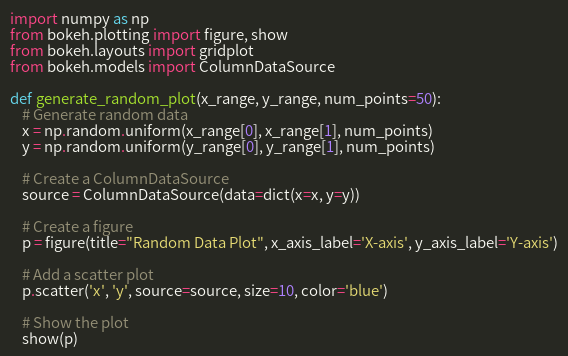 import numpy as np
from bokeh.plotting import figure, show
from bokeh.layouts import gridplot
from bokeh.models import ColumnDataSource

def generate_random_plot(x_range, y_range, num_points=50):
    # Generate random data
    x = np.random.uniform(x_range[0], x_range[1], num_points)
    y = np.random.uniform(y_range[0], y_range[1], num_points)

    # Create a ColumnDataSource
    source = ColumnDataSource(data=dict(x=x, y=y))

    # Create a figure
    p = figure(title="Random Data Plot", x_axis_label='X-axis', y_axis_label='Y-axis')

    # Add a scatter plot
    p.scatter('x', 'y', source=source, size=10, color='blue')

    # Show the plot
    show(p)